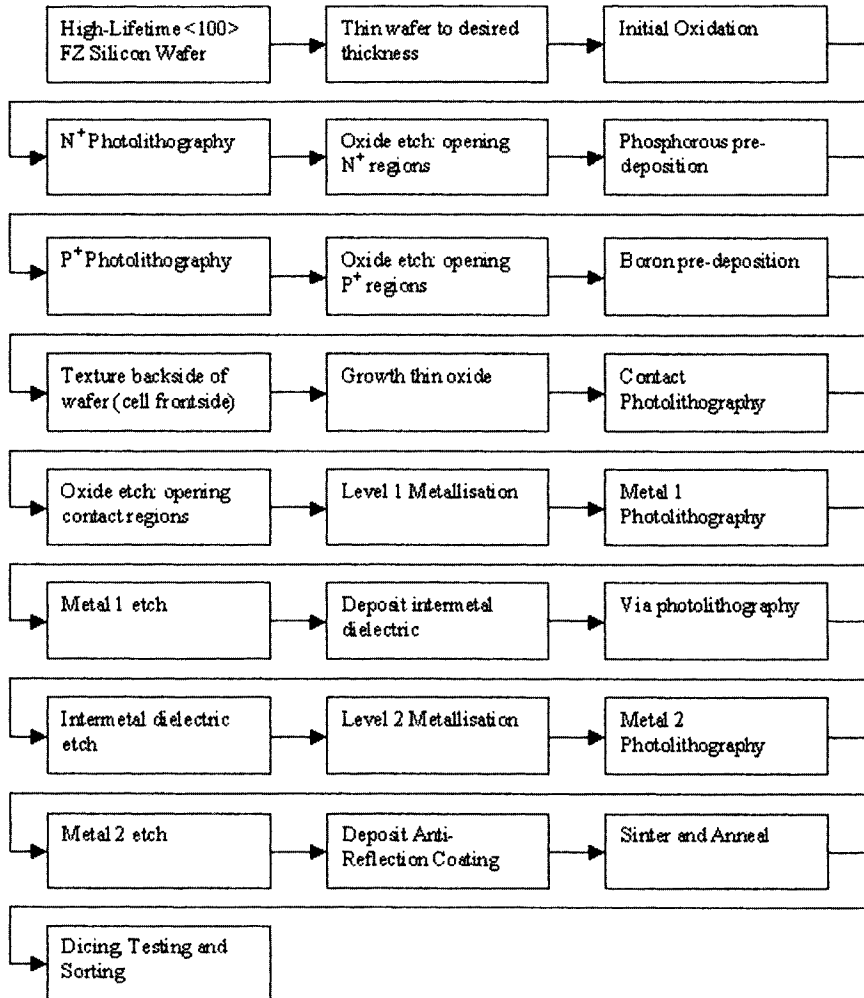 High-Lifetime <100>
FZ Silicon Wafer
Thin wafer to desired
thickness
Initial Oxidation
N+ Photolithography
Oxide etch: opening
N+ regions
Phosphorous pre-
deposition
P+ Photolithography
Oxide etch: opening
P+ regions
Boron pre-deposition
Texture backside of
wafer (cell frontside)
Growth thin oxide
Contact
Photolithography
Oxide etch: opening
contact regions
Level 1 Metallisation
Metal 1
Photolithography
Metal 1 etch
Deposit intermetal
dielectric
Via photolithography
Intermetal dielectric
etch
Level 2 Metallisation
Metal 2
Photolithography
Metal 2 etch
Deposit Anti-
Reflection Coating
Sinter and Anneal
Dicing, Testing and
Sorting